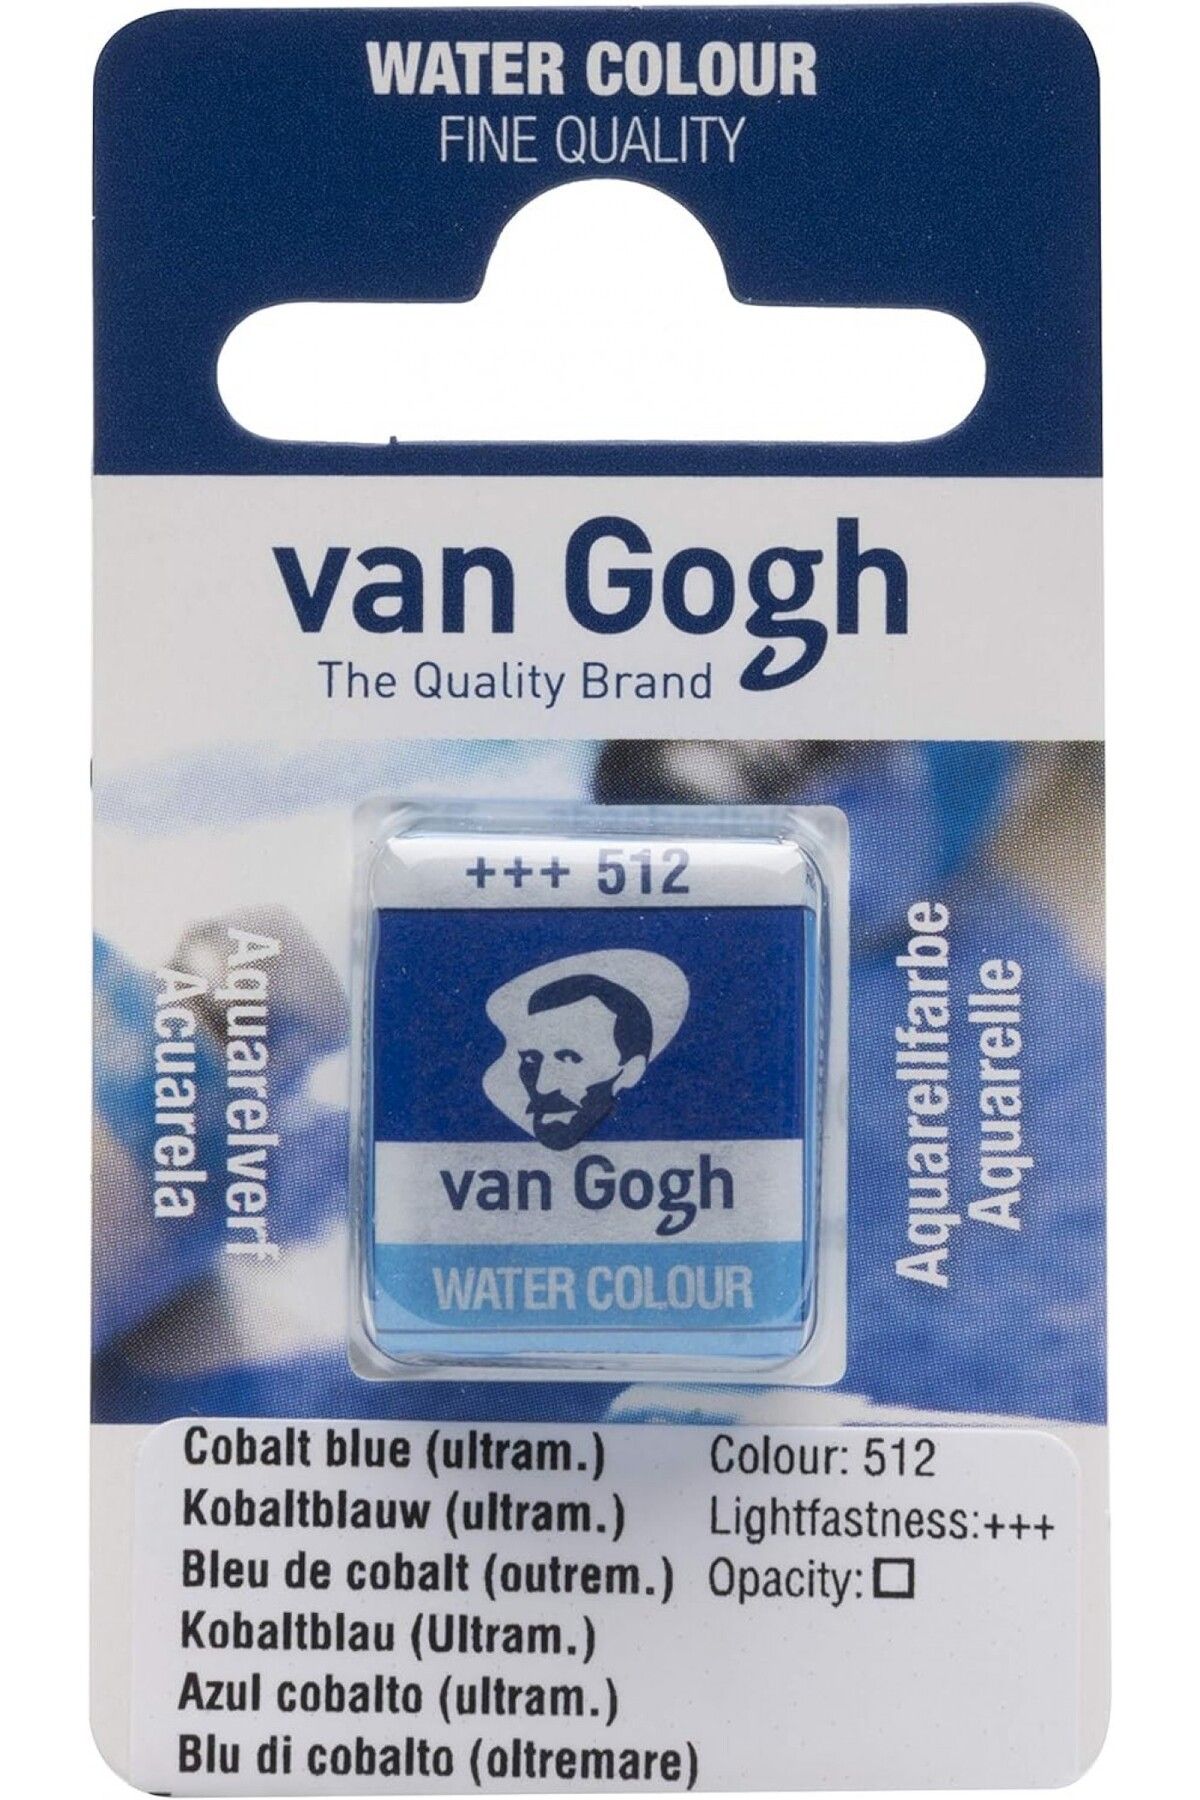 WATER COLOUR
FINE QUALITY
van Gogh
The Quality Brand
+++ 512
van Gogh
WATER COLOUR
Aquarelverf
Acuarela
Aquarellfarbe
Aquarelle
Cobalt blue (ultram.)
Kobaltblauw (ultram.)
Bleu de cobalt (outrem.)
Kobaltblau (Ultram.)
Azul cobalto (ultram.)
Blu di cobalto (oltremare)
Colour: 512
Lightfastness:+++
Opacity:□